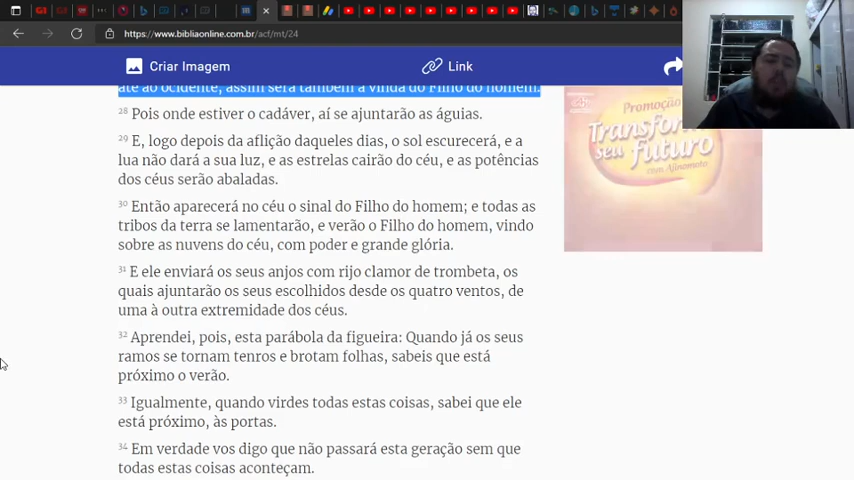 https://www.bibliaonline.com.br/acf/mt/24
Criar Imagem
Link
até ao ocidente, assim será também a vinda do Filho do homem.
28 Pois onde estiver o cadáver, aí se ajuntarão as águias.
29 E, logo depois da aflição daqueles dias, o sol escurecerá, e a
lua não dará a sua luz, e as estrelas cairão do céu, e as potências
dos céus serão abaladas.
30 Então aparecerá no céu o sinal do Filho do homem; e todas as
tribos da terra se lamentarão, e verão o Filho do homem, vindo
sobre as nuvens do céu, com poder e grande glória.
31 E ele enviará os seus anjos com rijo clamor de trombeta, os
quais ajuntarão os seus escolhidos desde os quatro ventos, de
uma à outra extremidade dos céus.
32 Aprendei, pois, esta parábola da figueira: Quando já os seus
ramos se tornam tenros e brotam folhas, sabeis que está
próximo o verão.
33 Igualmente, quando virdes todas estas coisas, sabei que ele
está próximo, às portas.
34 Em verdade vos digo que não passará esta geração sem que
todas estas coisas aconteçam.
Promoção
seu futuro
com Ajinomoto